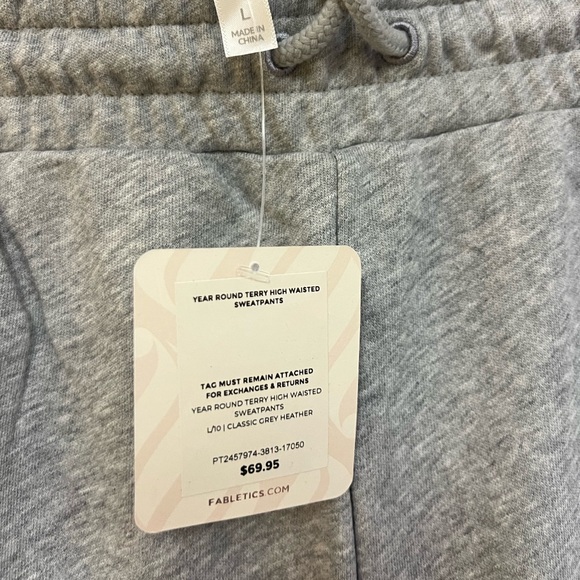 L
MADE IN
CHINA
YEAR ROUND TERRY HIGH WAISTED
SWEATPANTS
TAG MUST REMAIN ATTACHED
FOR EXCHANGES & RETURNS
YEAR ROUND TERRY HIGH WAISTED
SWEATPANTS
L/10 | CLASSIC GREY HEATHER
PT2457974-3813-17050
$69.95
FABLETICS.COM